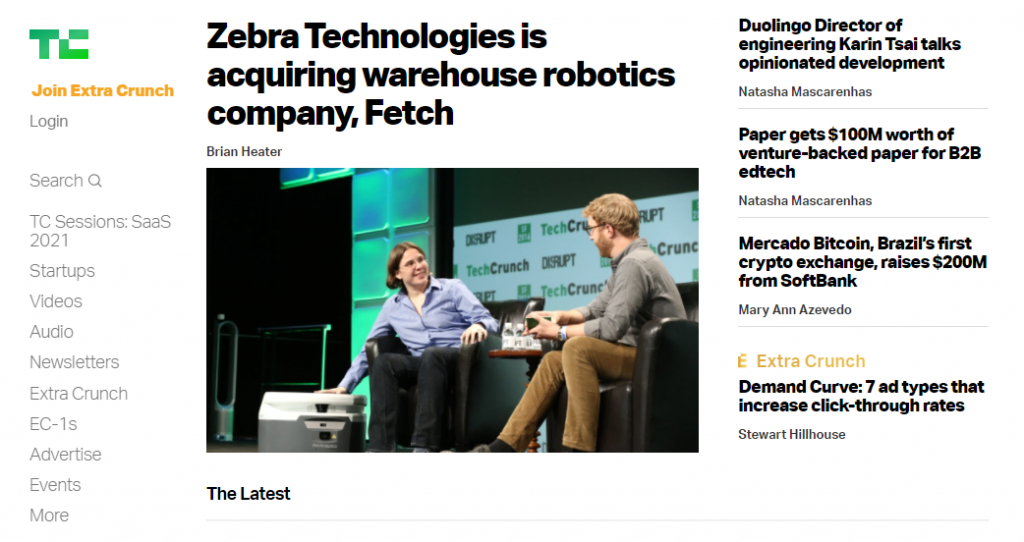 TC
Join Extra Crunch
Login
Search
TC Sessions: SaaS
2021
Startups
Videos
Audio
Newsletters
Extra Crunch
EC-1s
Advertise
Events
More
Zebra Technologies is
acquiring warehouse robotics
company, Fetch
Brian Heater
DISRUPT
TechCrunch
DISRUPT
TechCrunch
DISRUPT
TechCrunch
The Latest
Duolingo Director of
engineering Karin Tsai talks
opinionated development
Natasha Mascarenhas
Paper gets $100M worth of
venture-backed paper for B2B
edtech
Natasha Mascarenhas
Mercado Bitcoin, Brazil's first
crypto exchange, raises $200M
from SoftBank
Mary Ann Azevedo
Extra Crunch
Demand Curve: 7 ad types that
increase click-through rates
Stewart Hillhouse